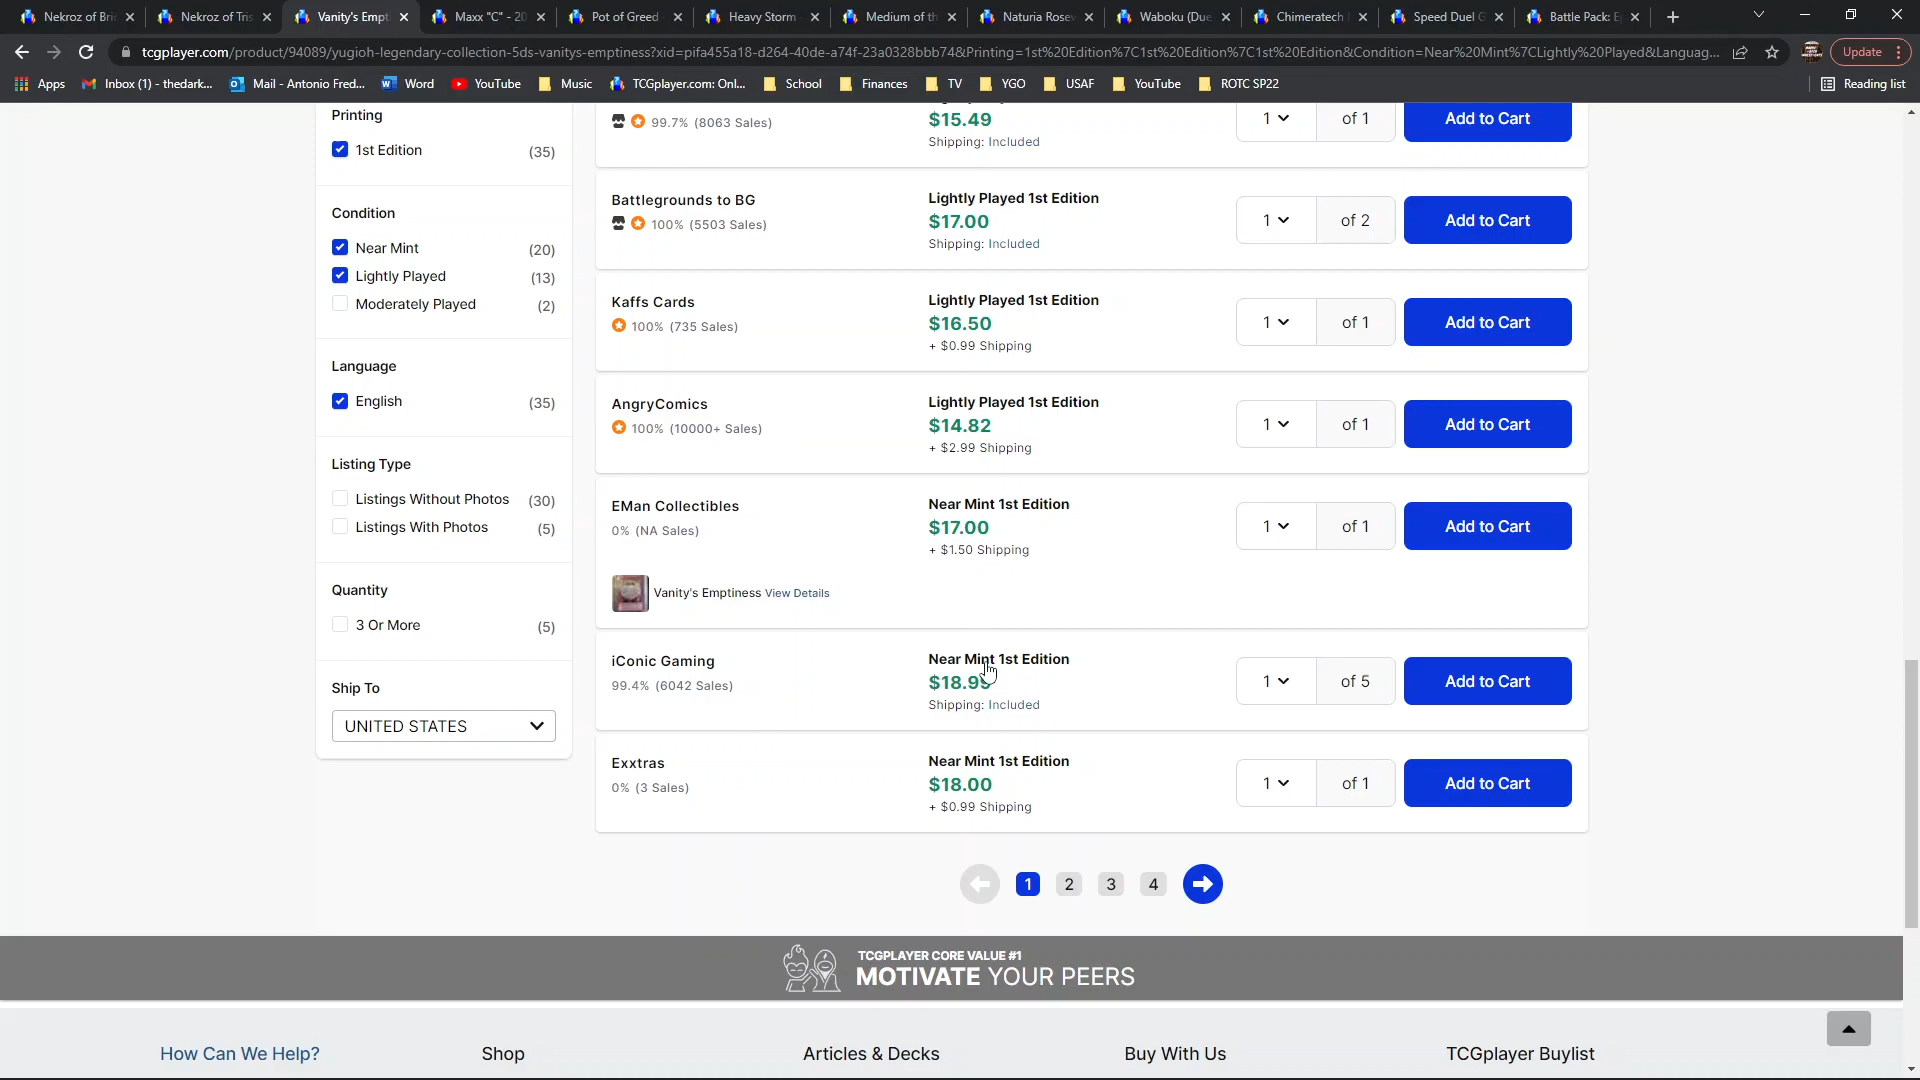 Nekroz of Bri
Nekroz of Tris
Vanity's Empt
Maxx "C" - 20
Pot of Greed
Heavy Storm
Medium of th
Naturia Rosew
Waboku (Due
Chimeratech
Speed Duel G
Battle Pack: E
tcgplayer.com/product/94089/yugioh-legendary-collection-5ds-vanitys-emptiness?xid=pifa455a18-d264-40de-a74f-23a0328bbb74&Printing=1st%20Edition%7C1st%20Edition%7C1st%20Edition&Condition=Near%20Mint%7CLightly%20Played&Languag...
Update
Apps
Inbox (1) - thedark...
Mail - Antonio Fred...
Word
YouTube
Music
TCGplayer.com: Onl...
School
Finances
TV
YGO
USAF
YouTube
ROTC SP22
Reading list
Printing
1st Edition (35)
Condition
Near Mint (20)
Lightly Played (13)
Moderately Played (2)
Language
English (35)
Listing Type
Listings Without Photos (30)
Listings With Photos (5)
Quantity
3 Or More (5)
Ship To
UNITED STATES
99.7% (8063 Sales)
$15.49
Shipping: Included
1 of 1
Add to Cart
Battlegrounds to BG
100% (5503 Sales)
Lightly Played 1st Edition
$17.00
Shipping: Included
1 of 2
Add to Cart
Kaffs Cards
100% (735 Sales)
Lightly Played 1st Edition
$16.50
+ $0.99 Shipping
1 of 1
Add to Cart
AngryComics
100% (10000+ Sales)
Lightly Played 1st Edition
$14.82
+ $2.99 Shipping
1 of 1
Add to Cart
EMan Collectibles
0% (NA Sales)
Near Mint 1st Edition
$17.00
+ $1.50 Shipping
1 of 1
Add to Cart
Vanity's Emptiness View Details
iConic Gaming
99.4% (6042 Sales)
Near Mint 1st Edition
$18.99
Shipping: Included
1 of 5
Add to Cart
Exxtras
0% (3 Sales)
Near Mint 1st Edition
$18.00
+ $0.99 Shipping
1 of 1
Add to Cart
1 2 3 4
TCGPLAYER CORE VALUE #1
MOTIVATE YOUR PEERS
How Can We Help?
Shop
Articles & Decks
Buy With Us
TCGplayer Buylist